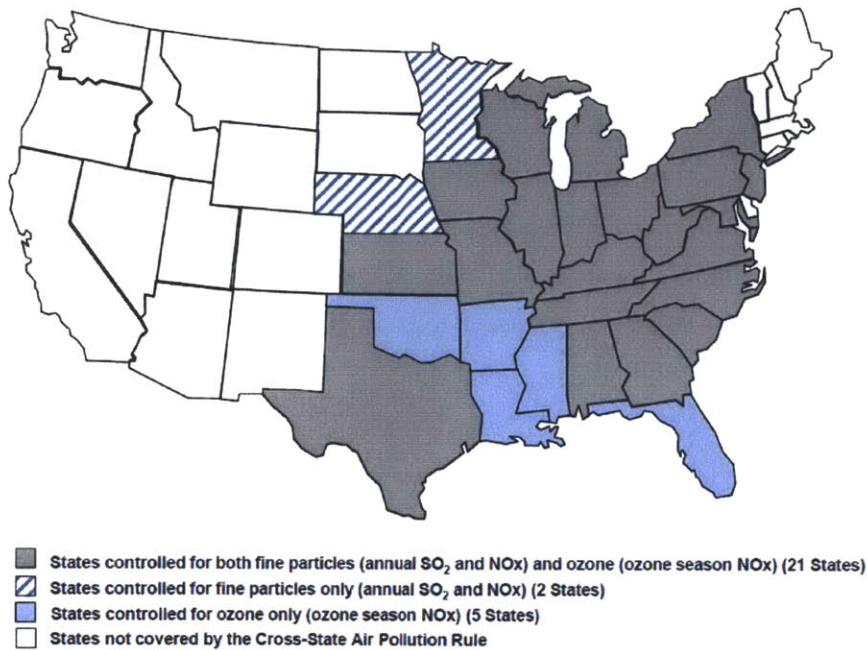 States controlled for both fine particles (annual SO₂ and NOx) and ozone (ozone season NOx) (21 States)
States controlled for fine particles only (annual SO₂ and NOx) (2 States)
States controlled for ozone only (ozone season NOx) (5 States)
States not covered by the Cross-State Air Pollution Rule